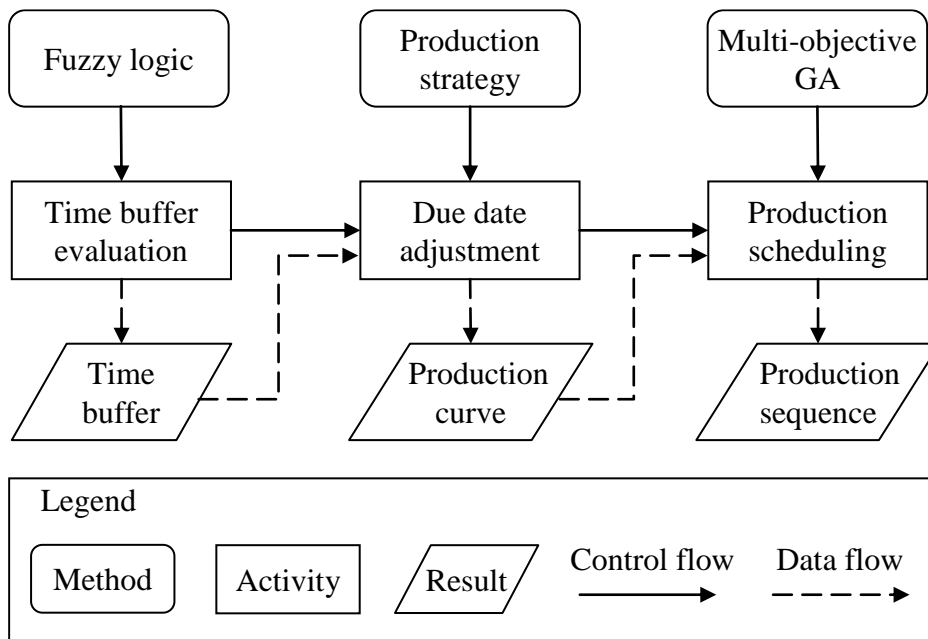 Fuzzy logic
Production
strategy
Multi-objective
GA
Time buffer
evaluation
Due date
adjustment
Production
scheduling
Time
buffer
Production
curve
Production
sequence
Legend
Method
Activity
Result
Control flow
Data flow